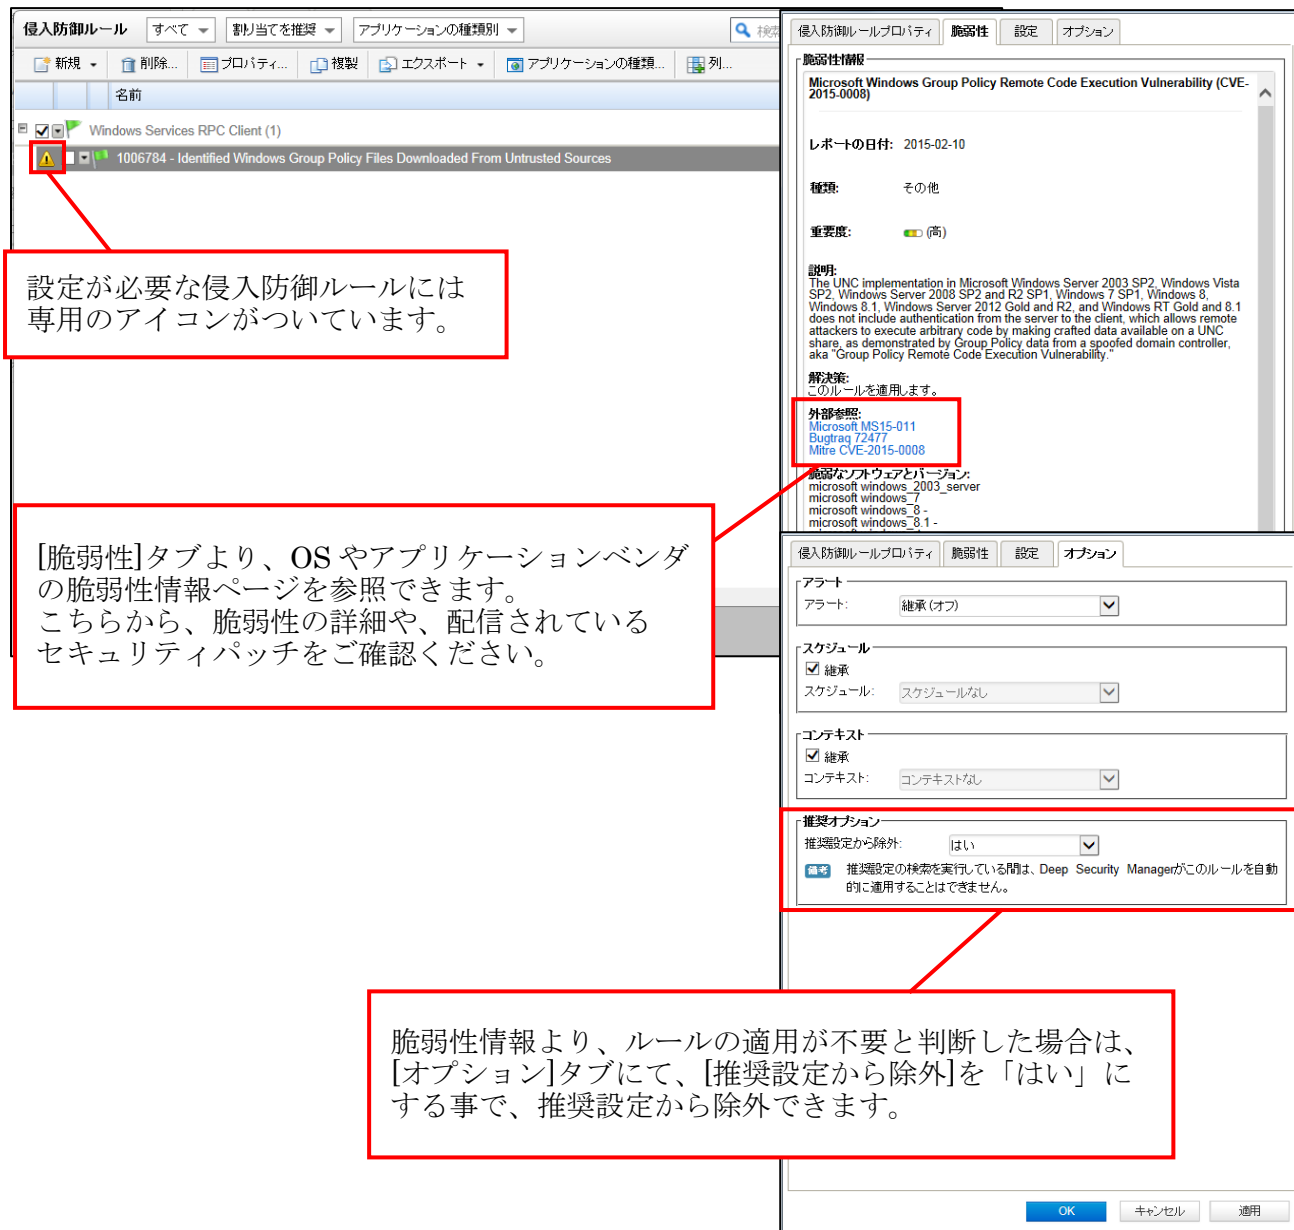 侵入防御ルール すべて 割り当てを推奨 アプリケーションの種類別 検索
新規 削除... プロパティ... 複製 エクスポート アプリケーションの種類... 列...
名前
Windows Services RPC Client (1)
1006784 - Identified Windows Group Policy Files Downloaded From Untrusted Sources
設定が必要な侵入防御ルールには
専用のアイコンがついています。
侵入防御ルールプロパティ 脆弱性 設定 オプション
脆弱性情報
Microsoft Windows Group Policy Remote Code Execution Vulnerability (CVE-
2015-0008)
レポートの日付: 2015-02-10
種類: その他
重要度: (高)
説明:
The UNC implementation in Microsoft Windows Server 2003 SP2, Windows Vista
SP2, Windows Server 2008 SP2 and R2 SP1, Windows 7 SP1, Windows 8,
Windows 8.1, Windows Server 2012 Gold and R2, and Windows RT Gold and 8.1
does not include authentication from the server to the client, which allows remote
attackers to execute arbitrary code by making crafted data available on a UNC
share, as demonstrated by Group Policy data from a spoofed domain controller,
aka "Group Policy Remote Code Execution Vulnerability."
解決策:
このルールを適用します。
外部参照:
Microsoft MS15-011
Bugtraq 72477
Mitre CVE-2015-0008
脆弱なソフトウェアとバージョン:
microsoft windows_2003_server
microsoft windows_7
microsoft windows_8 -
microsoft windows_8.1 -
[脆弱性]タブより、OS やアプリケーションベンダ
の脆弱性情報ページを参照できます。
こちらから、脆弱性の詳細や、配信されている
セキュリティパッチをご確認ください。
侵入防御ルールプロパティ 脆弱性 設定 オプション
アラート
アラート: 継承 (オフ)
スケジュール
継承
スケジュール: スケジュールなし
コンテキスト
継承
コンテキスト: コンテキストなし
推奨オプション
推奨設定から除外: はい
備考 推奨設定の検索を実行している間は、Deep Security Managerがこのルールを自動
的に適用することはできません。
脆弱性情報より、ルールの適用が不要と判断した場合は、
[オプション]タブにて、[推奨設定から除外]を「はい」に
する事で、推奨設定から除外できます。
OK キャンセル 適用